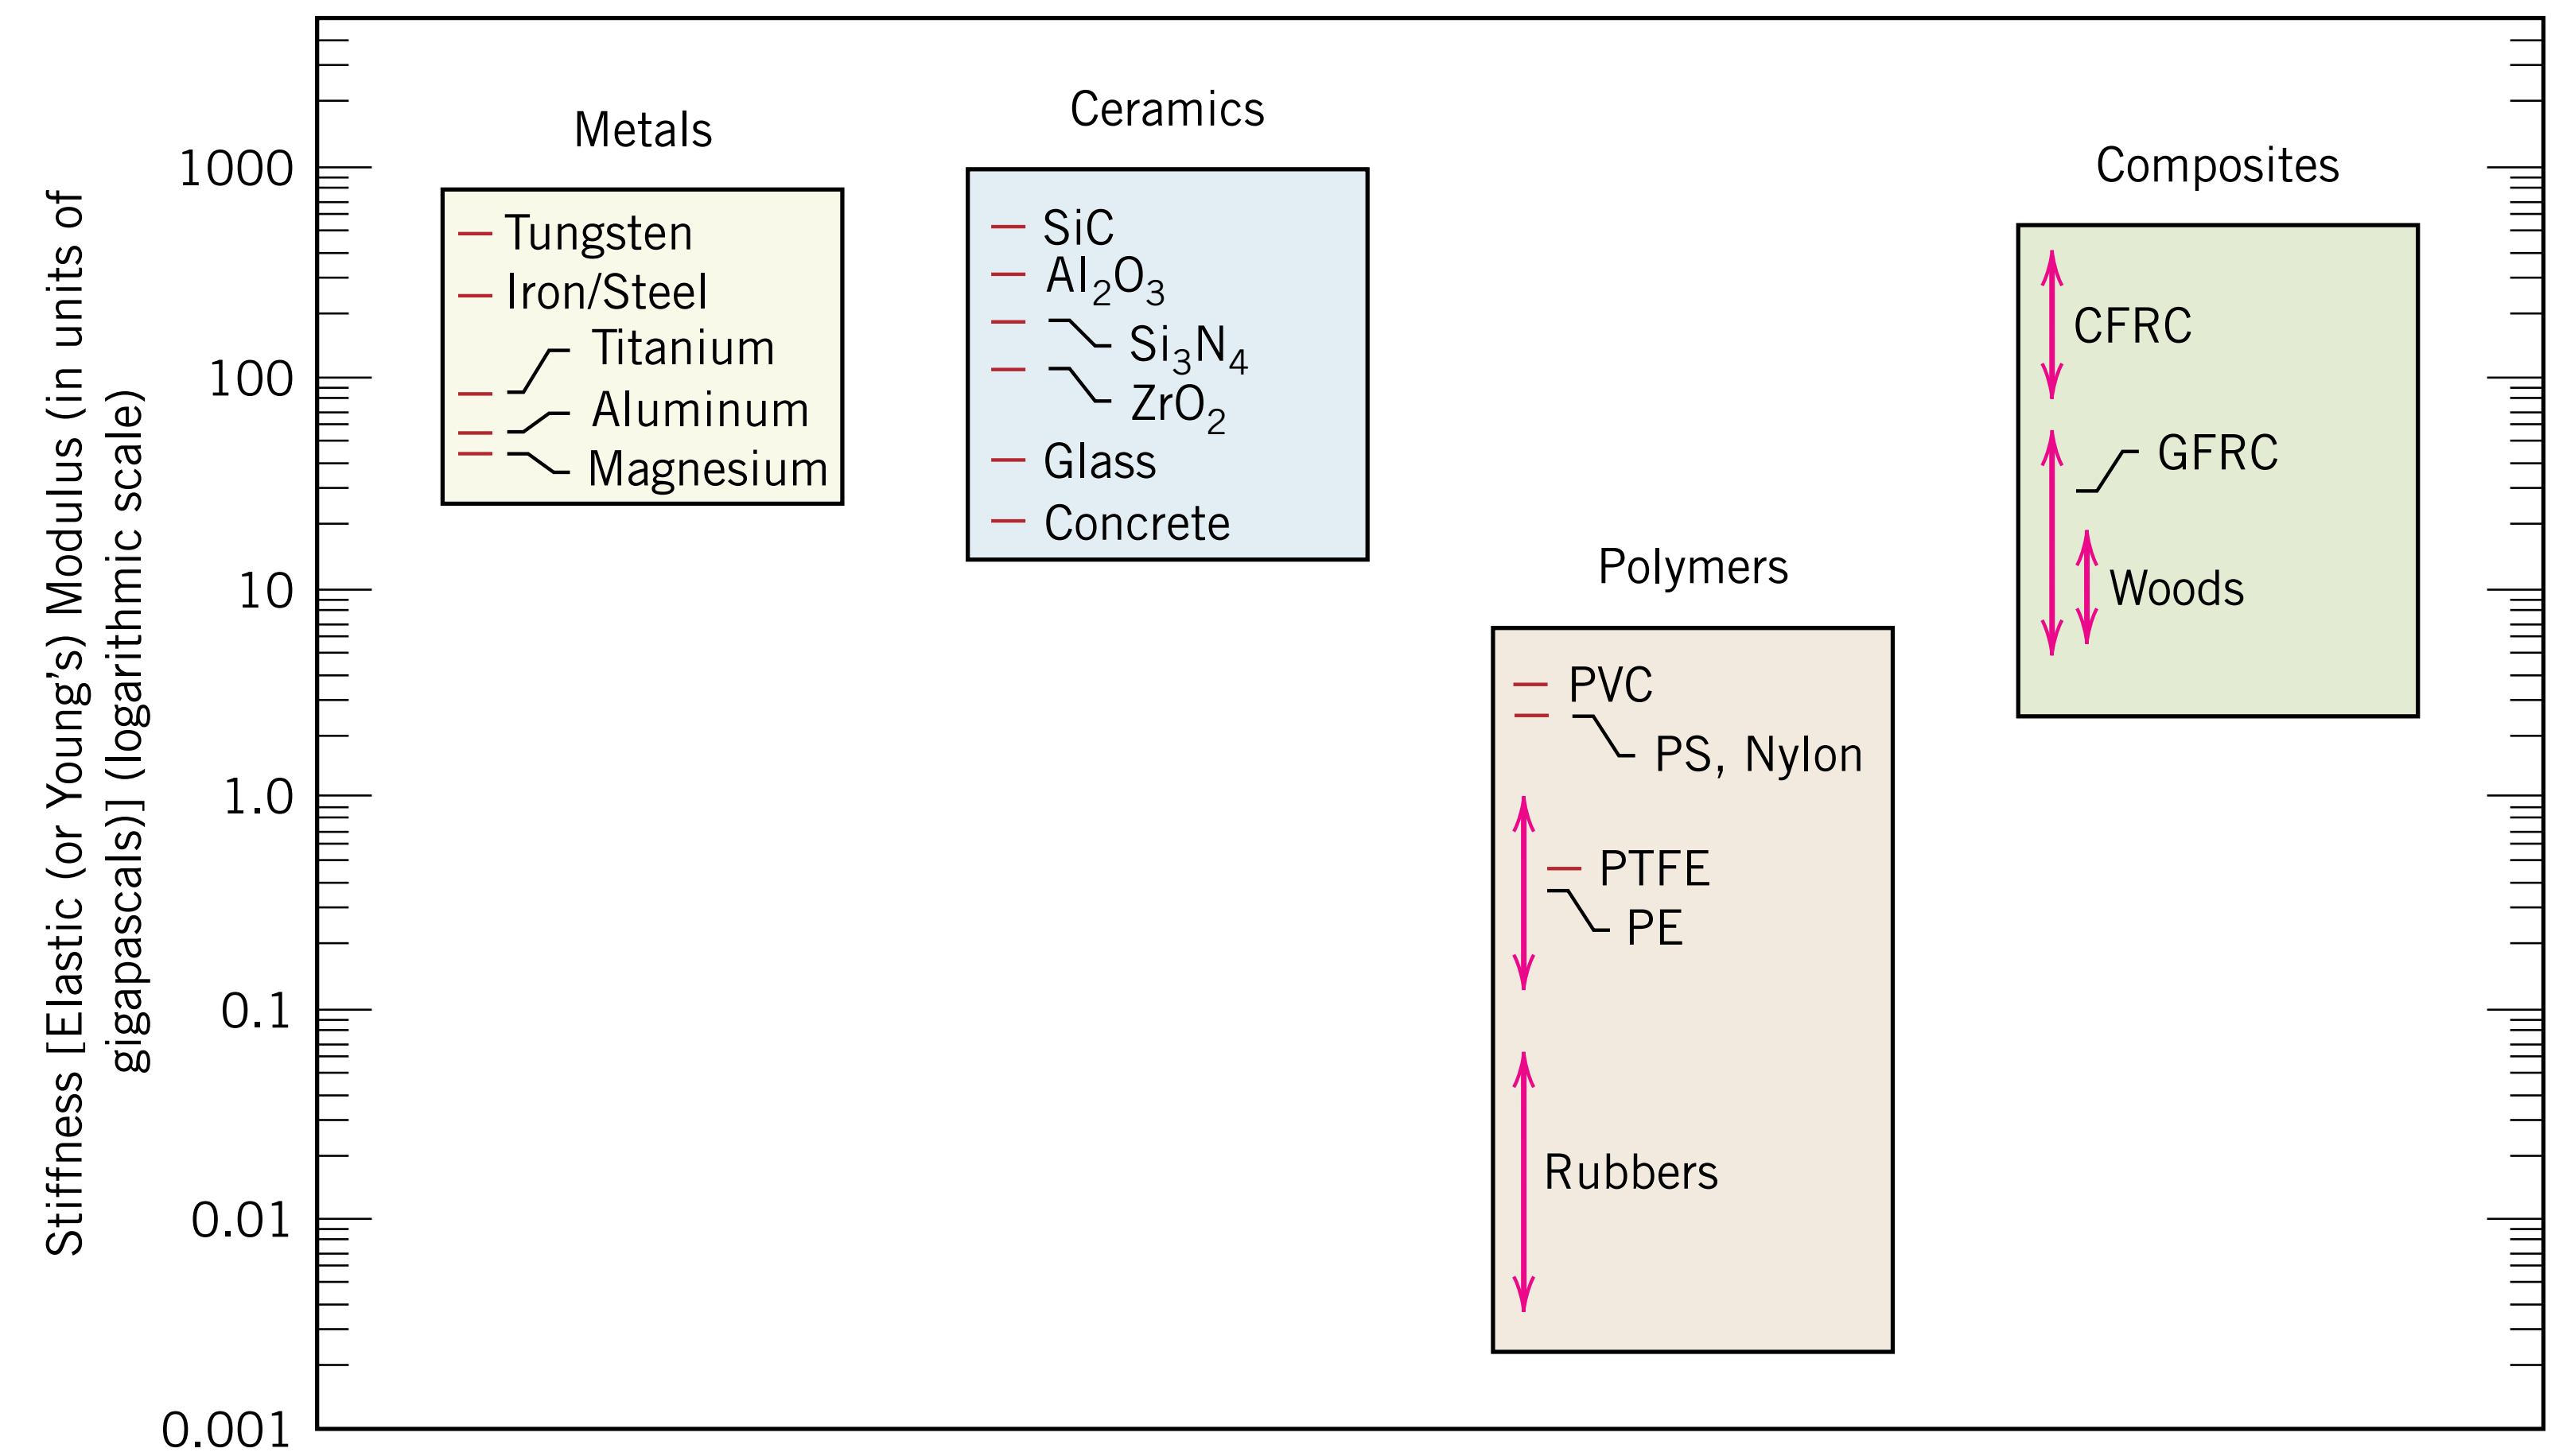 Stiffness [Elastic (or Young’s) Modulus (in units of
gigapascals)] (logarithmic scale)
1000
100
10
1.0
0.1
0.01
0.001
Metals
Tungsten
Iron/Steel
Titanium
Aluminum
Magnesium
Ceramics
SiC
Al₂O₃
Si₃N₄
ZrO₂
Glass
Concrete
Polymers
PVC
PS, Nylon
PTFE
PE
Rubbers
Composites
CFRC
GFRC
Woods